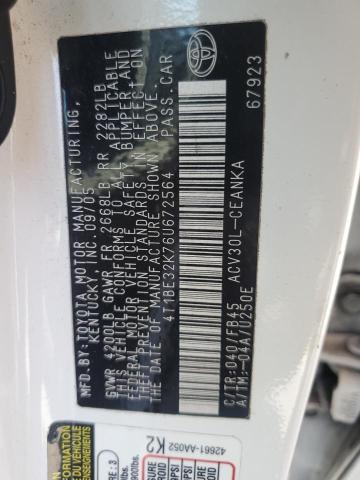 MFD.BY:TOYOTA MOTOR MANUFACTURING,
KENTUCKY, INC.09/05
GVWR 4200LB GAWR FR 2668LB RR 2282LB
THIS VEHICLE CONFORMS TO ALL APPLICABLE
FEDERAL MOTOR VEHICLE SAFETY, BUMPER, AND
THEFT PREVENTION STANDARDS IN EFFECT ON
THE DATE OF MANUFACTURE SHOWN ABOVE.
4T1BE32K76U672564 PASS.CAR
C/TR:040/FB45 ACV30L-CEANKA
A/TM:-04A/U250E 67923
TOYOTA
42661-AA052
K2
FORMATION